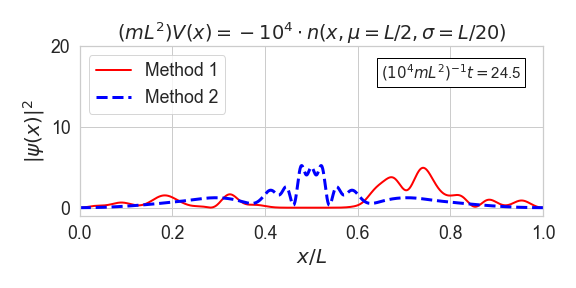 (mL²)V(x) = −10⁴ · n(x, μ = L/2, σ = L/20)
Method 1
Method 2
(10⁴mL²)⁻¹t = 24.5
20
10
0
|ψ(x)|²
0.0 0.2 0.4 0.6 0.8 1.0
x/L